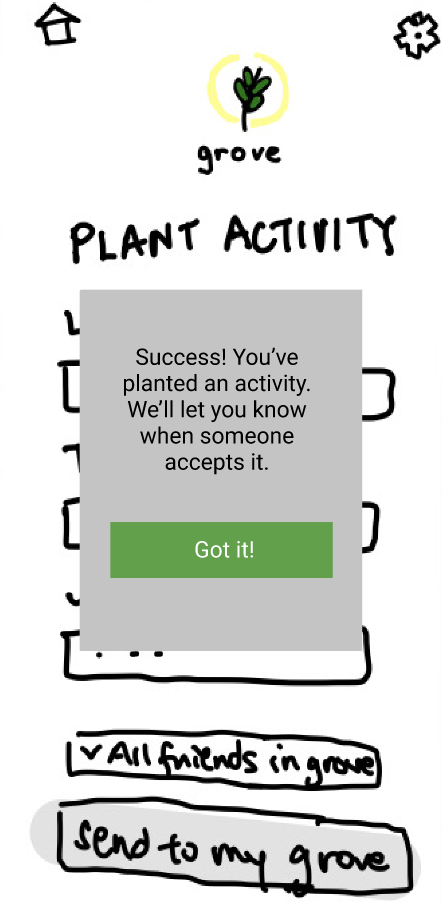 grove
PLANT ACTIVITY
Success! You’ve
planted an activity.
We’ll let you know
when someone
accepts it.
Got it!
All friends in grove
send to my grove